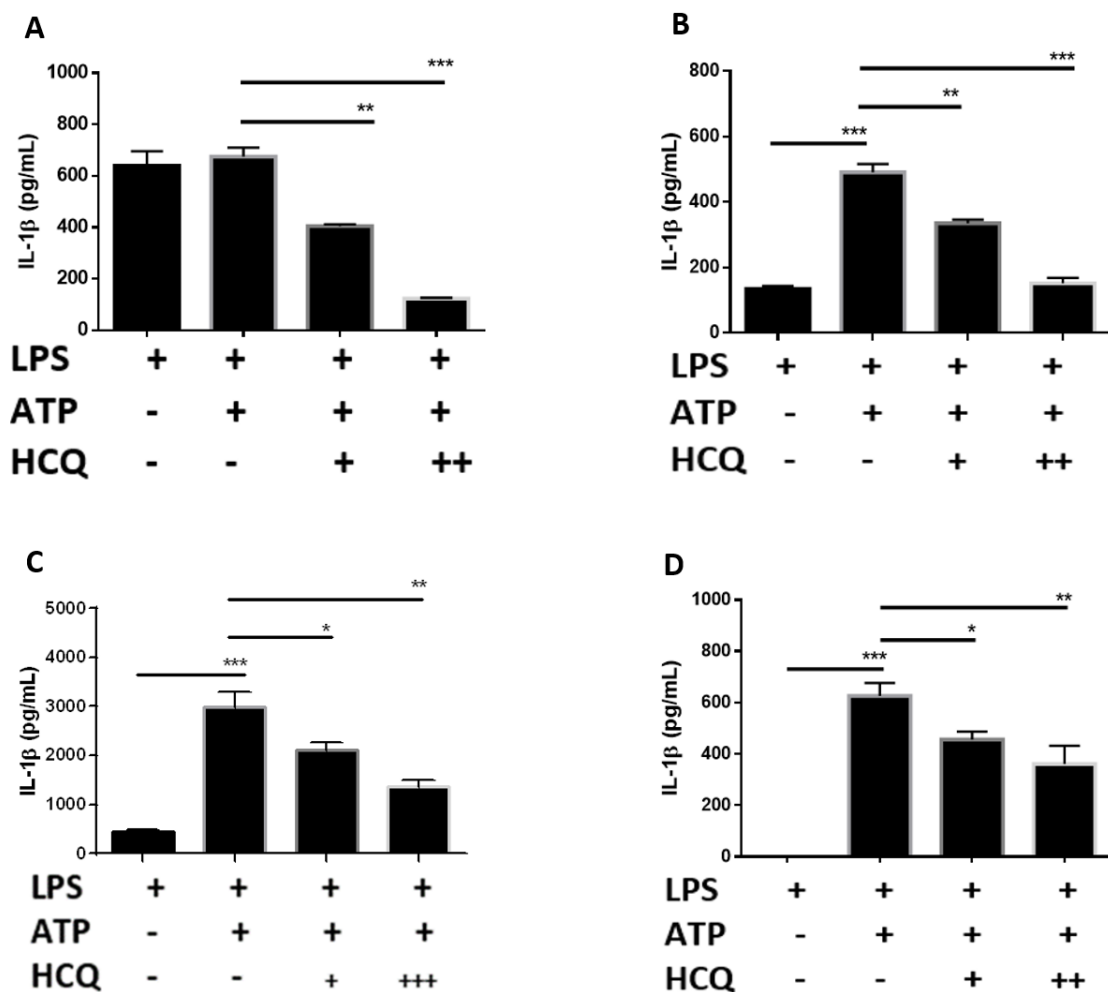 A
IL-1β (pg/mL)
1000
800
600
400
200
0
***
**
LPS + + + +
ATP - + + +
HCQ - - + ++
B
IL-1β (pg/mL)
800
600
400
200
0
***
**
***
LPS + + + +
ATP - + + +
HCQ - - + ++
C
IL-1β (pg/mL)
5000
4000
3000
2000
1000
0
**
*
***
LPS + + + +
ATP - + + +
HCQ - - + +++
D
IL-1β (pg/mL)
1000
800
600
400
200
0
**
*
***
LPS + + + +
ATP - + + +
HCQ - - + ++